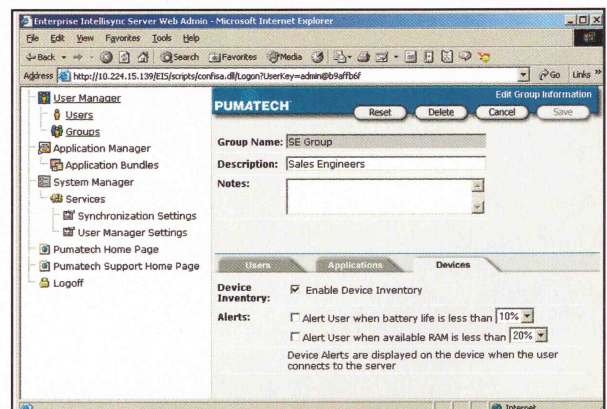 Enterprise Intellisync Server Web Admin - Microsoft Internet Explorer
File Edit View Favorites Tools Help
Back Search Favorites Media
Address http://10.224.15.139/EIS/scripts/confisa.dll/Logon?UserKey=admin@b9affb6f Go Links »
User Manager
Users
Groups
Application Manager
Application Bundles
System Manager
Services
Synchronization Settings
User Manager Settings
Pumatech Home Page
Pumatech Support Home Page
Logoff
PUMATECH
Edit Group Information
Reset Delete Cancel Save
Group Name: SE Group
Description: Sales Engineers
Notes:
Users Applications Devices
Device Inventory: Enable Device Inventory
Alerts: Alert User when battery life is less than 10%
Alert User when available RAM is less than 20%
Device Alerts are displayed on the device when the user
connects to the server
Internet